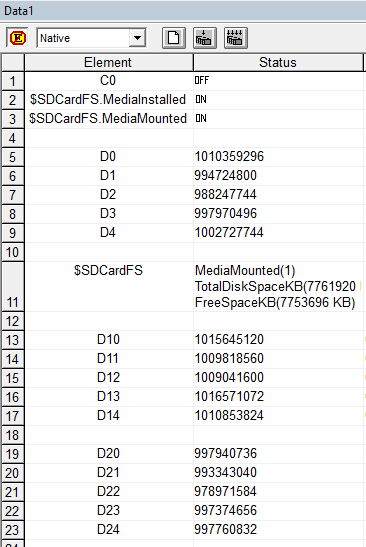 Data1
E Native
Element Status
1 C0 OFF
2 $SDCardFS.MediaInstalled ON
3 $SDCardFS.MediaMounted ON
4
5 D0 1010359296
6 D1 994724800
7 D2 988247744
8 D3 997970496
9 D4 1002727744
10
$SDCardFS MediaMounted(1)
TotalDiskSpaceKB(7761920
11 FreeSpaceKB(7753696 KB)
12
13 D10 1015645120
14 D11 1009818560
15 D12 1009041600
16 D13 1016571072
17 D14 1010853824
18
19 D20 997940736
20 D21 993343040
21 D22 978971584
22 D23 997374656
23 D24 997760832